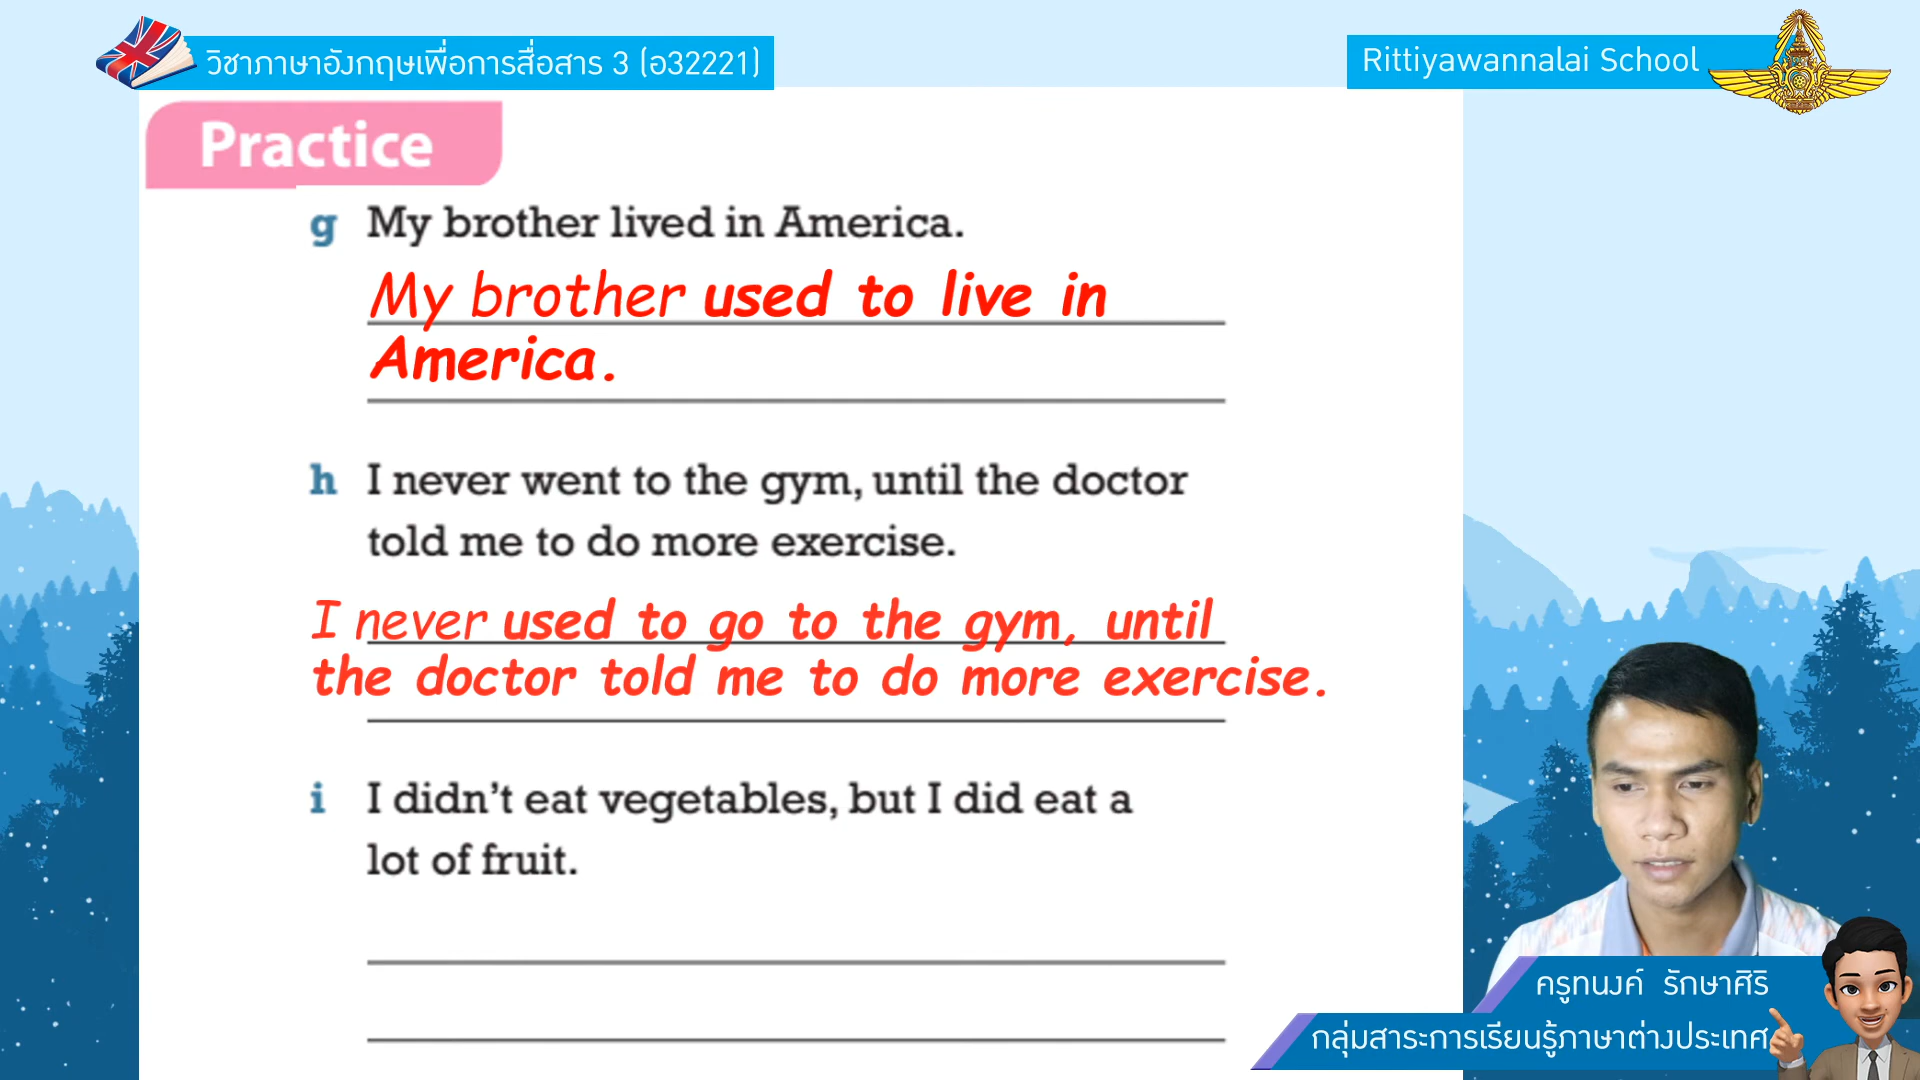 วิชาภาษาอังกฤษเพื่อการสื่อสาร 3 (อ32221)
Rittiyawannalai School
Practice
g My brother lived in America.
My brother used to live in
America.
h I never went to the gym, until the doctor
told me to do more exercise.
I never used to go to the gym, until
the doctor told me to do more exercise.
i I didn't eat vegetables, but I did eat a
lot of fruit.
ครูทนงค์ รักษาศิริ
กลุ่มสาระการเรียนรู้ภาษาต่างประเทศ